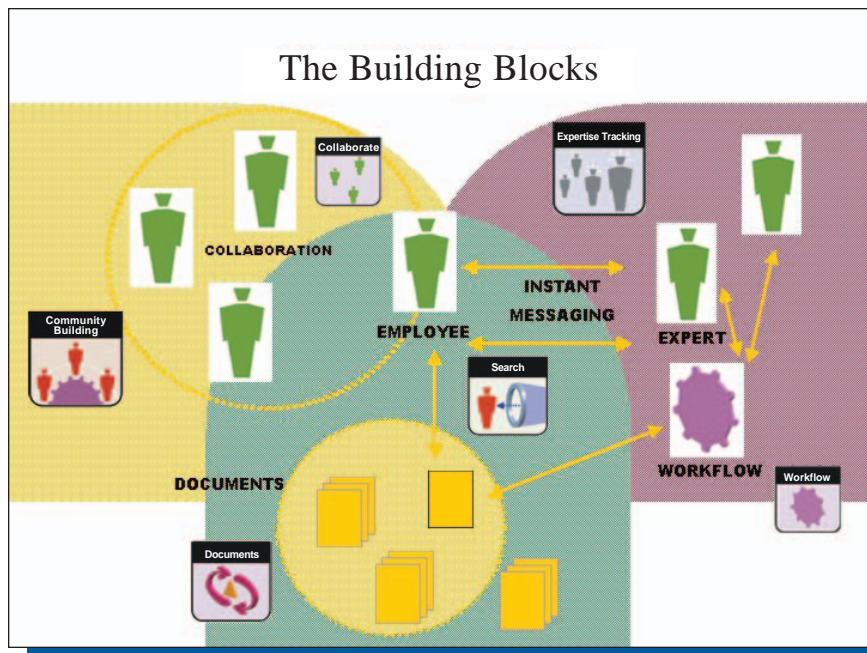 The Building Blocks
Collaborate
Expertise Tracking
COLLABORATION
INSTANT
MESSAGING
Community
Building
EMPLOYEE
EXPERT
Search
DOCUMENTS
WORKFLOW
Workflow
Documents